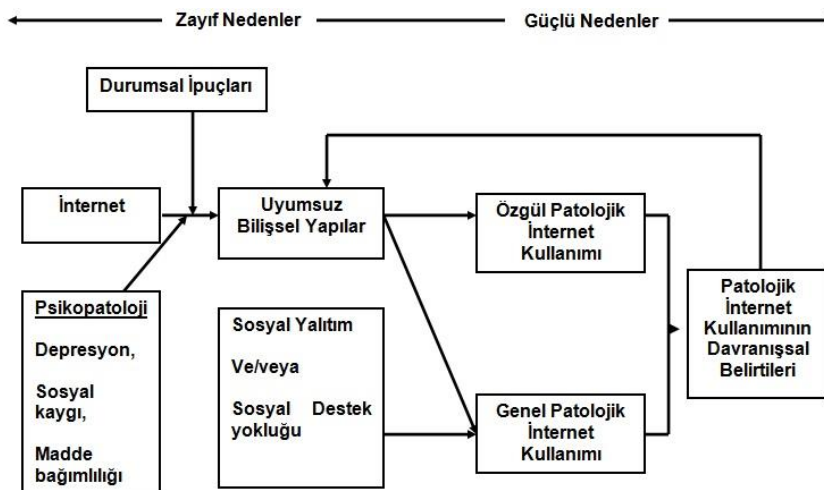 Zayıf Nedenler
Güçlü Nedenler
Durumsal İpuçları
İnternet
Uyumsuz
Bilişsel Yapılar
Özgül Patolojik
İnternet
Kullanımı
Psikopatoloji
Depresyon,
Sosyal
kaygı,
Madde
bağımlılığı
Sosyal Yalıtım
Ve/veya
Sosyal Destek
yokluğu
Genel Patolojik
İnternet
Kullanımı
Patolojik
İnternet
Kullanımının
Davranışsal
Belirtileri